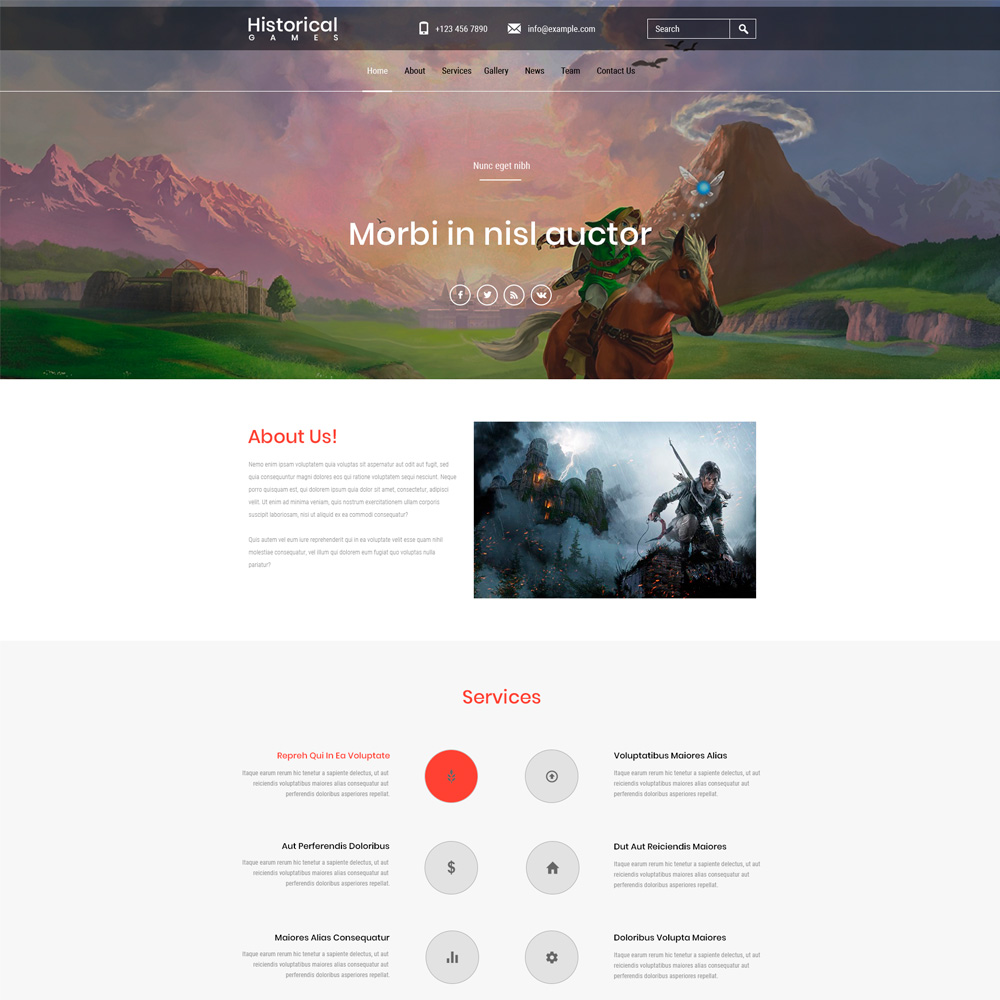 Historical
GAMES
+123 456 7890
info@example.com
Search
Home
About
Services
Gallery
News
Team
Contact Us
Nunc eget nibh
Morbi in nisl auctor
About Us!
Nemo enim ipsam voluptatem quia voluptas sit aspernatur aut odit aut fugit, sed
quia consequuntur magni dolores eos qui ratione voluptatem sequi nesciunt. Neque
porro quisquam est, qui dolorem ipsum quia dolor sit amet, consectetur, adipisci
velit. Ut enim ad minima veniam, quis nostrum exercitationem ullam corporis
suscipit laboriosam, nisi ut aliquid ex ea commodi consequatur?
Quis autem vel eum iure reprehenderit qui in ea voluptate velit esse quam nihil
molestiae consequatur, vel illum qui dolorem eum fugiat quo voluptas nulla
pariatur?
Services
Repreh Qui In Ea Voluptate
Itaque earum rerum hic tenetur a sapiente delectus, ut aut
reiciendis voluptatibus maiores alias consequatur aut
perferendis doloribus asperiores repellat.
Voluptatibus Maiores Alias
Itaque earum rerum hic tenetur a sapiente delectus, ut aut
reiciendis voluptatibus maiores alias consequatur aut
perferendis doloribus asperiores repellat.
Aut Perferendis Doloribus
Itaque earum rerum hic tenetur a sapiente delectus, ut aut
reiciendis voluptatibus maiores alias consequatur aut
perferendis doloribus asperiores repellat.
Dut Aut Reiciendis Maiores
Itaque earum rerum hic tenetur a sapiente delectus, ut aut
reiciendis voluptatibus maiores alias consequatur aut
perferendis doloribus asperiores repellat.
Maiores Alias Consequatur
Itaque earum rerum hic tenetur a sapiente delectus, ut aut
reiciendis voluptatibus maiores alias consequatur aut
perferendis doloribus asperiores repellat.
Doloribus Volupta Maiores
Itaque earum rerum hic tenetur a sapiente delectus, ut aut
reiciendis voluptatibus maiores alias consequatur aut
perferendis doloribus asperiores repellat.